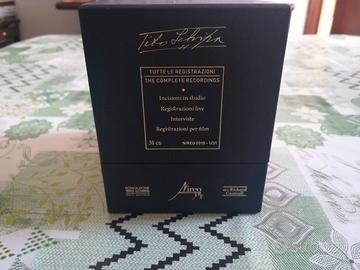 Tito Schipa
TUTTE LE REGISTRAZIONI
THE COMPLETE RECORDINGS
Incisioni in studio
Registrazioni live
Interviste
Registrazioni per film
31 CD
NIREO 2010 - 1/31
Nireo